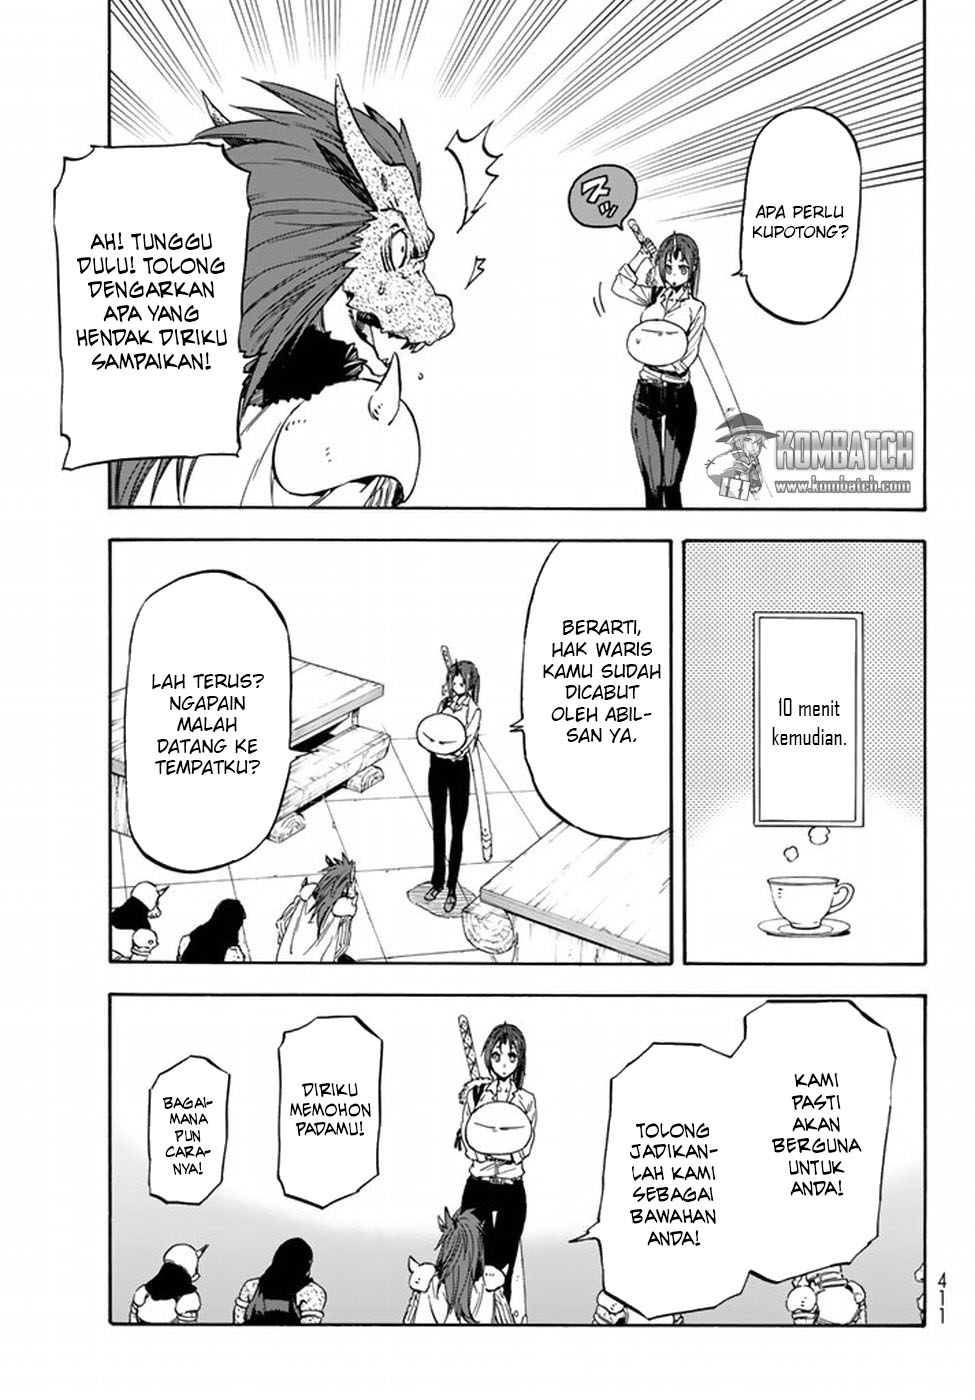 APA PERLU
KUPOTONG?
ズッ
AH! TUNGGU
DULU! TOLONG
DENGARKAN
APA YANG
HENDAK DIRIKU
SAMPAIKAN!
KOMBATCH
www.kombatch.com
10 menit
kemudian.
BERARTI,
HAK WARIS
KAMU SUDAH
DICABUT
OLEH ABIL-
SAN YA.
LAH TERUS?
NGAPAIN
MALAH
DATANG KE
TEMPATKU?
KAMI
PASTI
AKAN
BERGUNA
UNTUK
ANDA!
TOLONG
JADIKAN-
LAH KAMI
SEBAGAI
BAWAHAN
ANDA!
DIRIKU
MEMOHON
PADAMU!
BAGAI-
MANA
PUN
CARA-
NYA!
411